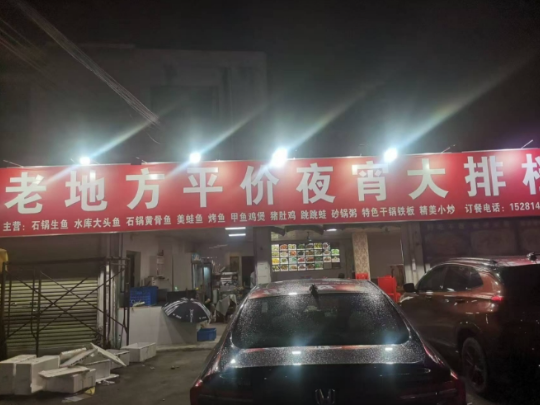 老地方平价夜宵大排档
主营：石锅生鱼 水库大头鱼 石锅黄骨鱼 美蛙鱼 烤鱼 甲鱼鸡煲 猪肚鸡 跳跳蛙 砂锅粥 特色干锅铁板 精美小炒 订餐电话：15281